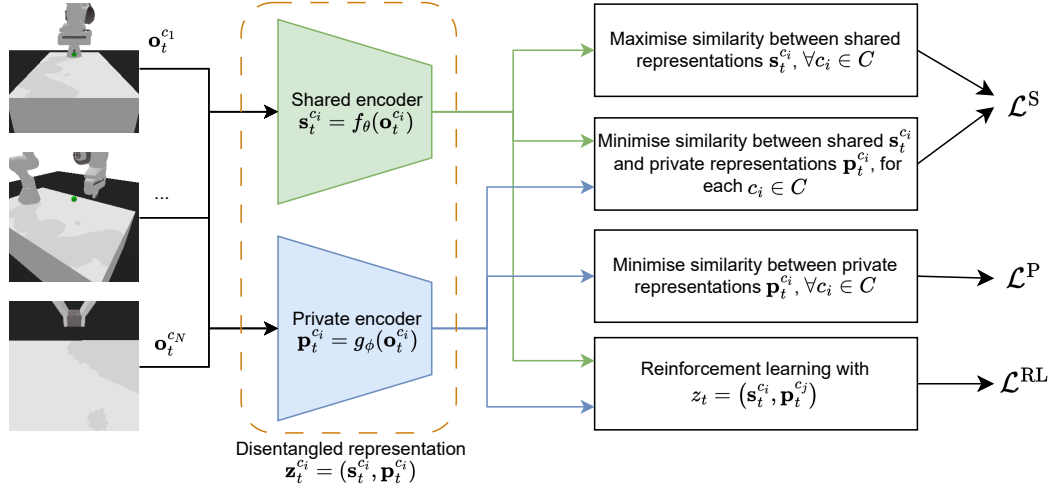 𝐨_t^{c_1}
...
𝐨_t^{c_N}
Shared encoder
𝐬_t^{c_i} = f_θ(𝐨_t^{c_i})
Private encoder
𝐩_t^{c_i} = g_ϕ(𝐨_t^{c_i})
Disentangled representation
𝐳_t^{c_i} = (𝐬_t^{c_i}, 𝐩_t^{c_i})
Maximise similarity between shared
representations 𝐬_t^{c_i}, ∀c_i ∈ C
Minimise similarity between shared 𝐬_t^{c_i}
and private representations 𝐩_t^{c_i}, for
each c_i ∈ C
Minimise similarity between private
representations 𝐩_t^{c_i}, ∀c_i ∈ C
Reinforcement learning with
z_t = (𝐬_t^{c_i}, 𝐩_t^{c_j})
ℒ^S
ℒ^P
ℒ^RL